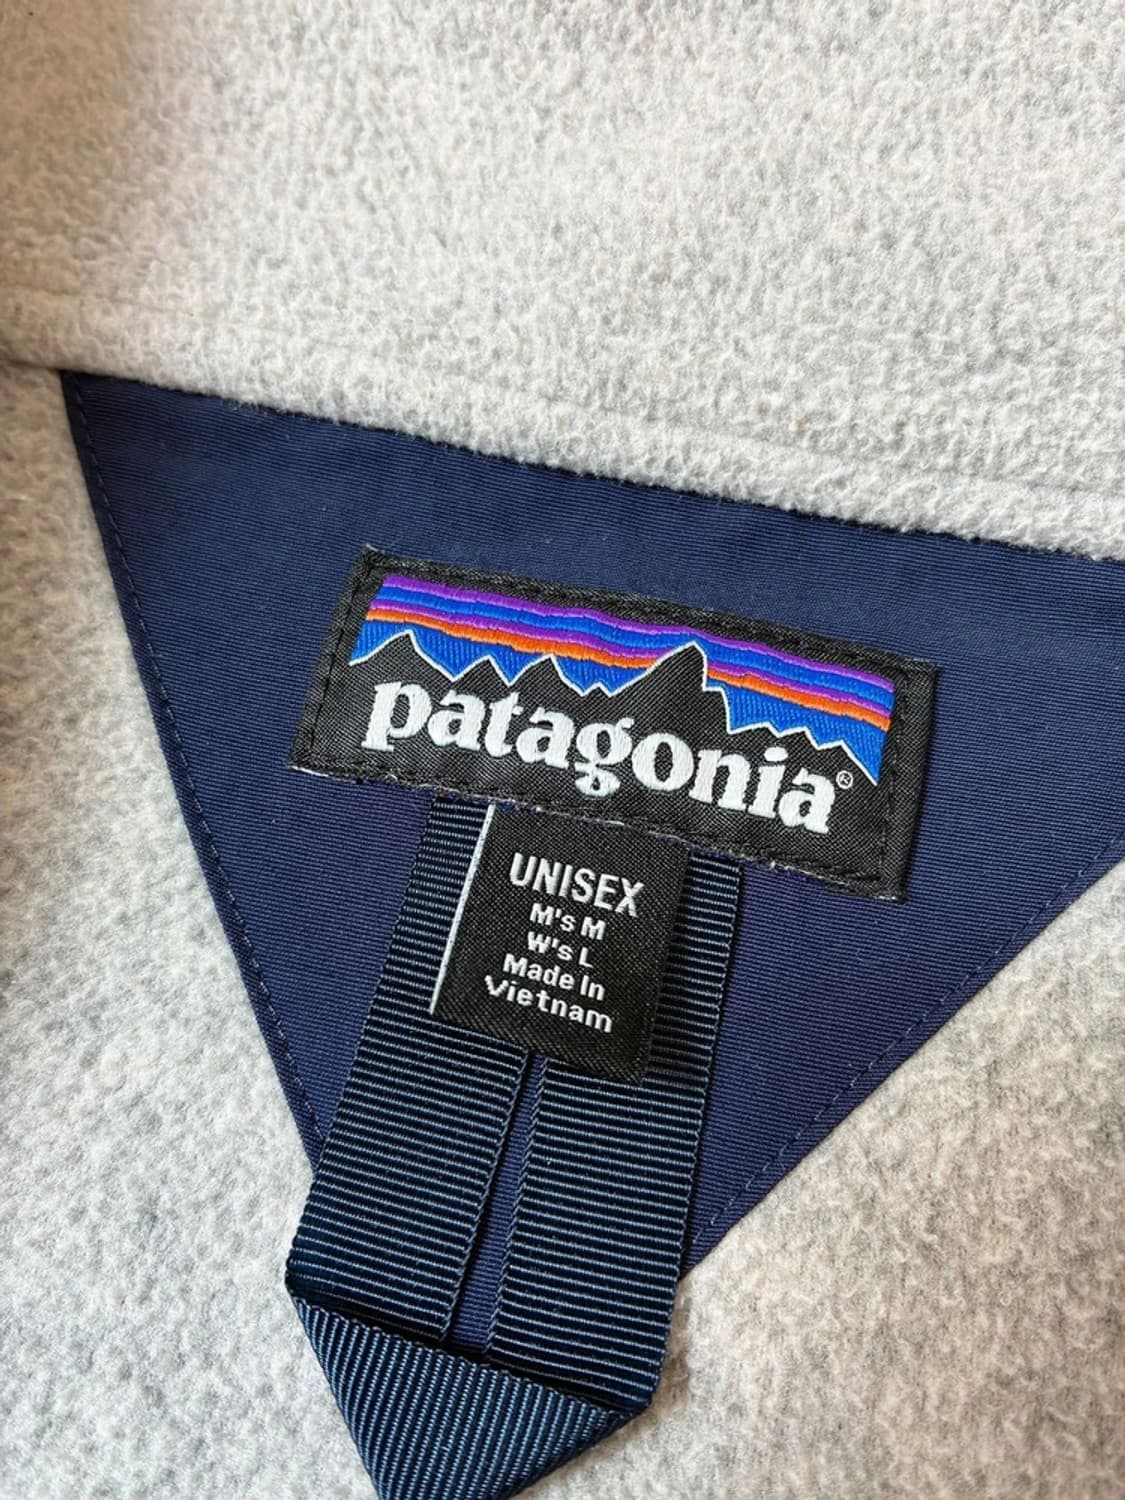 patagonia®
UNISEX
M's M
W's L
Made In
Vietnam